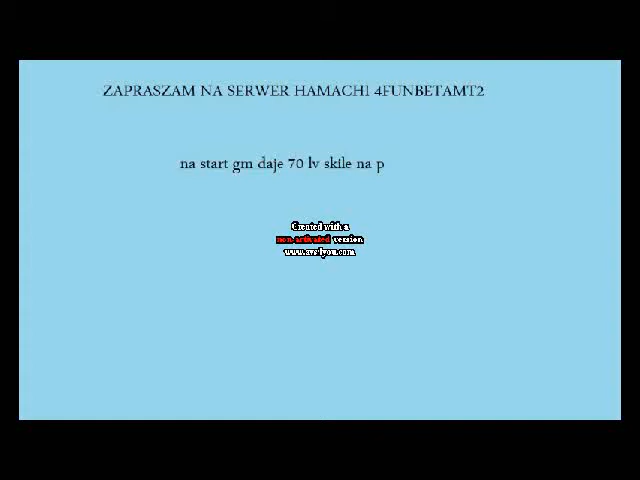 ZAPRASZAM NA SERWER HAMACHI 4FUNBETAMT2
na start gm daje 70 lv skile na p
Created with a
non-activated version
www.avs4you.com